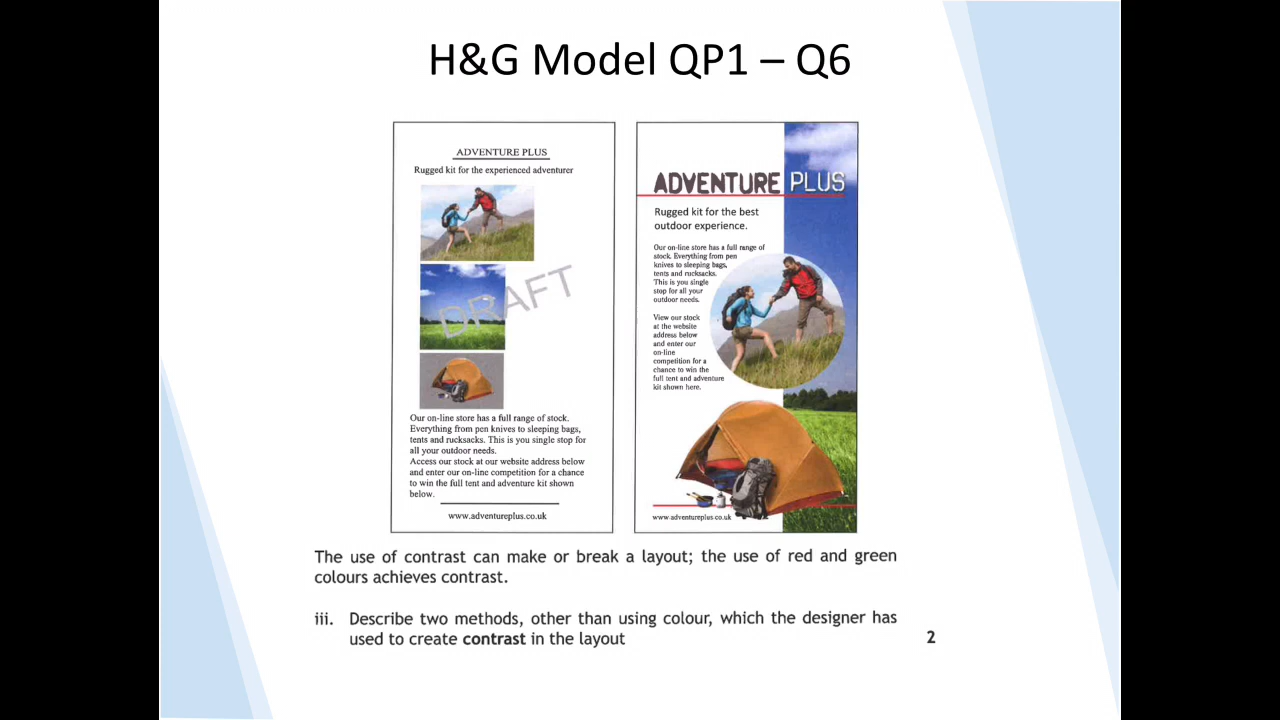 H&G Model QP1 – Q6
ADVENTURE PLUS
Rugged kit for the experienced adventurer
DRAFT
Our on-line store has a full range of stock.
Everything from pen knives to sleeping bags,
tents and rucksacks. This is you single stop for
all your outdoor needs.
Access our stock at our website address below
and enter our on-line competition for a chance
to win the full tent and adventure kit shown
below.
www.adventureplus.co.uk
ADVENTURE PLUS
Rugged kit for the best
outdoor experience.
Our on-line store has a full range of
stock. Everything from pen
knives to sleeping bags,
tents and rucksacks.
This is you single
stop for all your
outdoor needs.
View our stock
at the website
address below
and enter our
on-line
competition for a
chance to win the
full tent and adventure
kit shown here.
www.adventureplus.co.uk
The use of contrast can make or break a layout; the use of red and green
colours achieves contrast.
iii. Describe two methods, other than using colour, which the designer has
used to create contrast in the layout
2